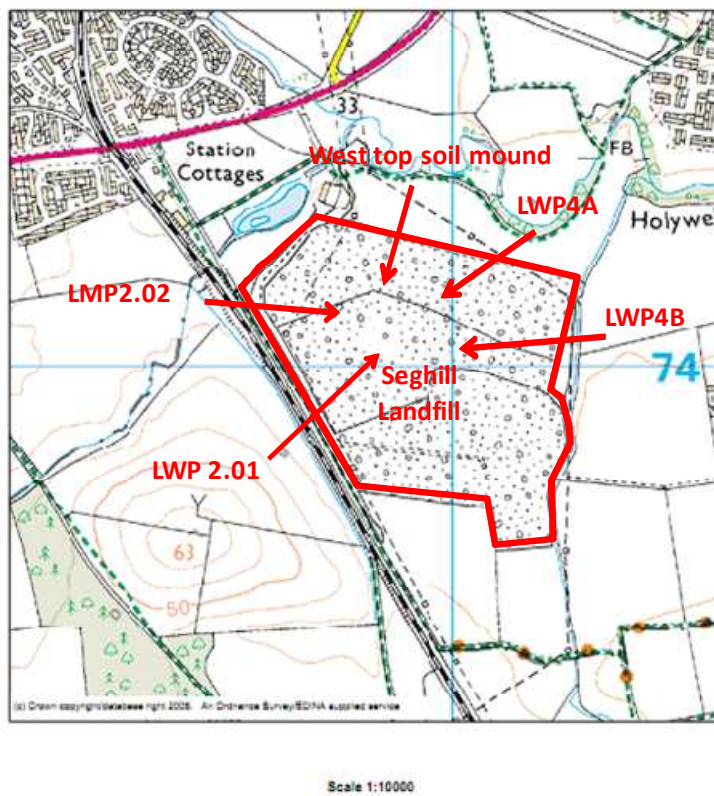 33
Station
Cottages
West top soil mound
FB
LWP4A
Holywe
LMP2.02
LWP4B
74
Seghill
Landfill
LWP 2.01
63
50
(c) Crown copyright/database right 2008. An Ordnance Survey/EDINA supplied service
Scale 1:10000